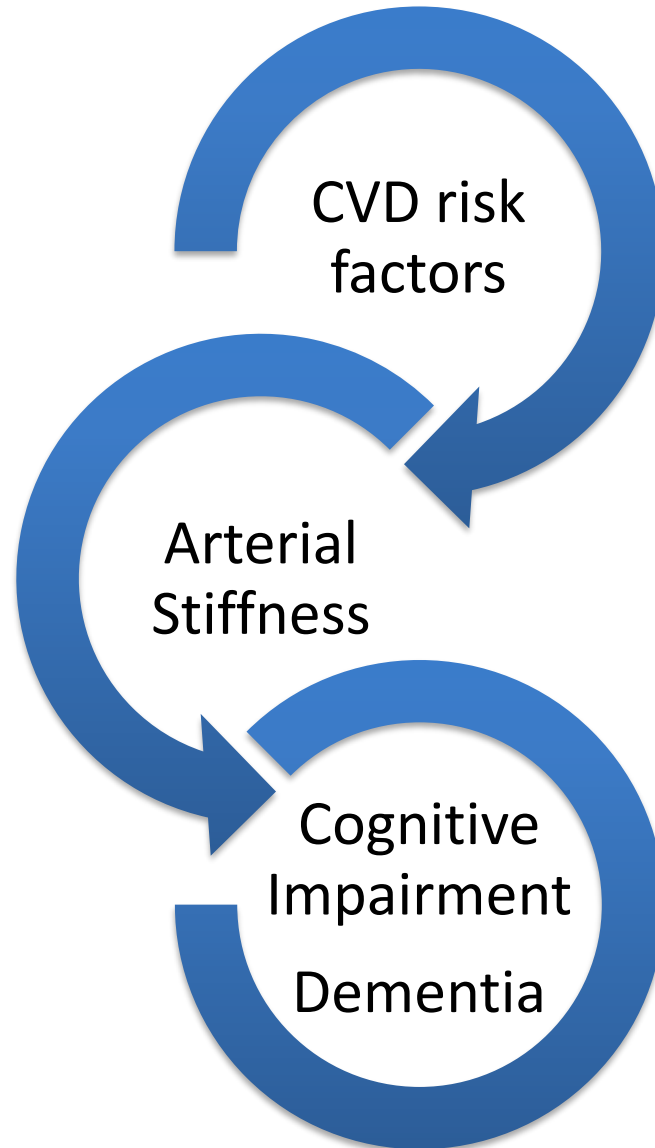 CVD risk
factors
Arterial
Stiffness
Cognitive
Impairment
Dementia